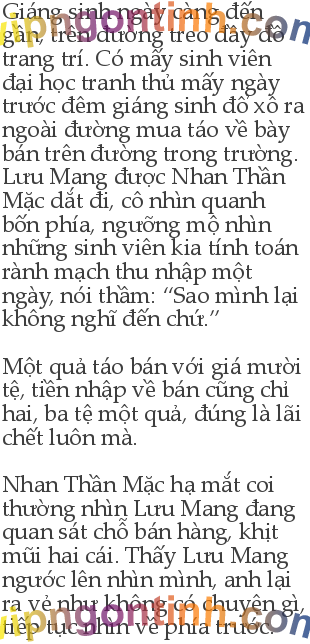 Giáng sinh ngày càng đến
gần, trên đường treo đầy đồ
trang trí. Có mấy sinh viên
đại học tranh thủ mấy ngày
trước đêm giáng sinh đổ xô ra
ngoài đường mua táo về bày
bán trên đường trong trường.
Lưu Mang được Nhan Thần
Mặc dắt đi, cô nhìn quanh
bốn phía, ngưỡng mộ nhìn
những sinh viên kia tính toán
rành mạch thu nhập một
ngày, nói thầm: “Sao mình lại
không nghĩ đến chứ.”
Một quả táo bán với giá mười
tệ, tiền nhập về bán cũng chỉ
hai, ba tệ một quả, đúng là lãi
chết luôn mà.
Nhan Thần Mặc hạ mắt coi
thường nhìn Lưu Mang đang
quan sát chỗ bán hàng, khịt
mũi hai cái. Thấy Lưu Mang
ngước lên nhìn mình, anh lại
ra vẻ như không có chuyện gì,
tiếp tục nhìn về phía trước.
vipngontinh.com
vipngontinh.com